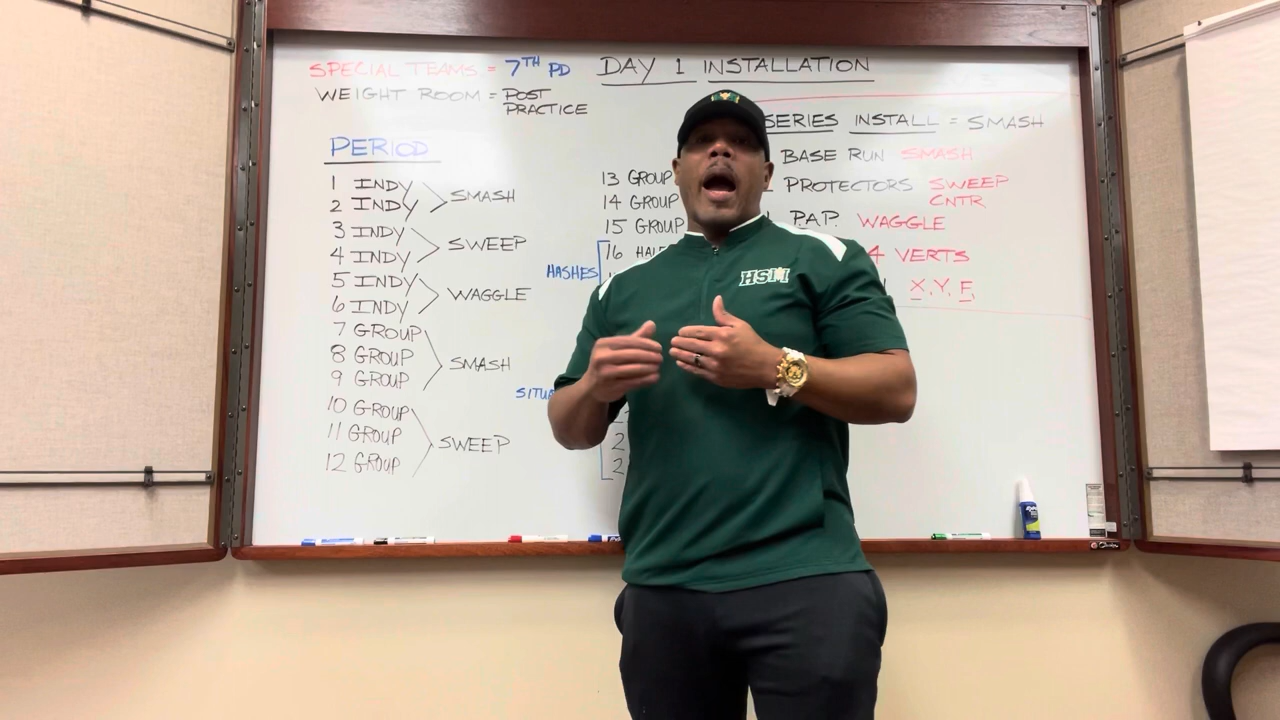 SPECIAL TEAMS = 7TH PD
WEIGHT ROOM = POST PRACTICE
DAY 1 INSTALLATION
PERIOD
1 INDY
2 INDY
SMASH
3 INDY
4 INDY
SWEEP
5 INDY
6 INDY
WAGGLE
7 GROUP
8 GROUP
9 GROUP
SMASH
10 GROUP
11 GROUP
12 GROUP
SWEEP
13 GROUP
14 GROUP
15 GROUP
HASHES
16
SERIES INSTALL = SMASH
BASE RUN SMASH
PROTECTORS SWEEP
CNTR
P.A.P. WAGGLE
4 VERTS
X, Y, F,
HSM